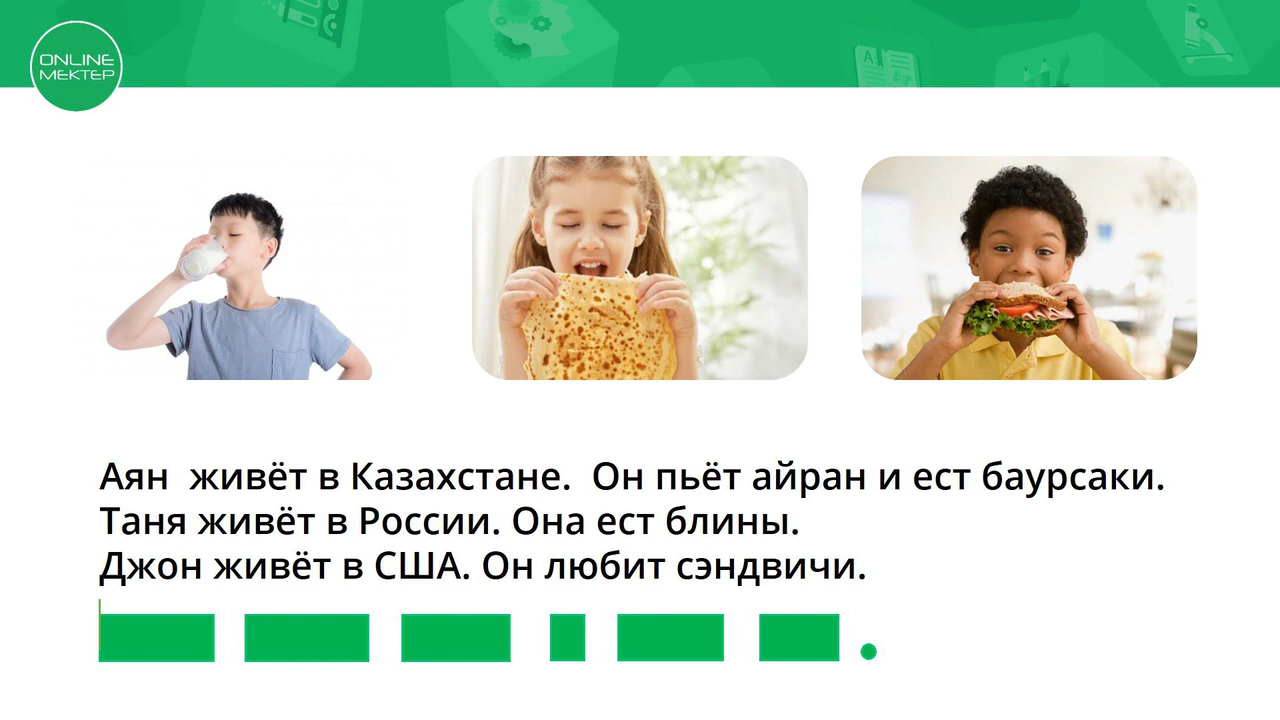 ONLINE
МЕКТЕР
Аян живёт в Казахстане. Он пьёт айран и ест баурсаки.
Таня живёт в России. Она ест блины.
Джон живёт в США. Он любит сэндвичи.